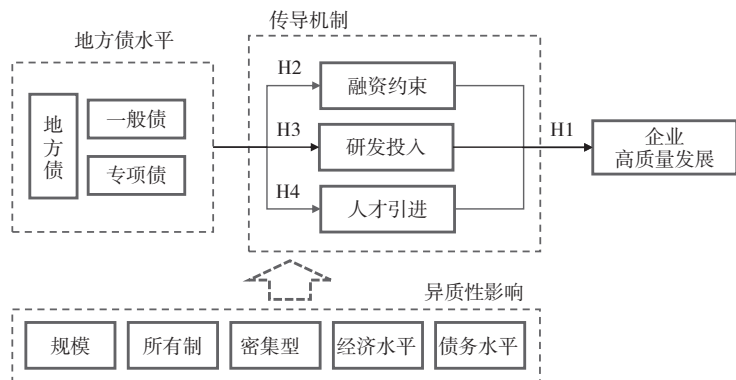 传导机制
地方债水平
地方债
一般债
专项债
H2
融资约束
H3
研发投入
H4
人才引进
H1
企业
高质量发展
异质性影响
规模
所有制
密集型
经济水平
债务水平